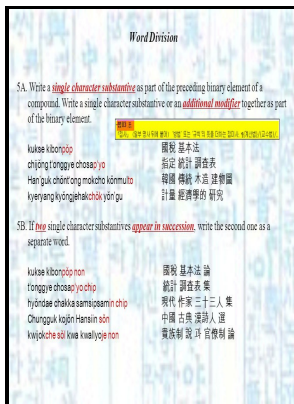 Word Division
5A. Write a single character substantive as part of the preceding binary element of a
compound. Write a single character substantive or an additional modifier together as part
of the binary element.
kukse kibonpŏp 國稅 基本法
chijŏng t'onggye chosap'yo 指定 統計 調査表
Han'guk chŏnt'ong mokcho kŏnmulto 韓國 傳統 木造 建物圖
kyeryang kyŏngjehakchŏk yŏn'gu 計量 經濟學的 硏究
5B. If two single character substantives appear in succession, write the second one as a
separate word.
kukse kibonpŏp non 國稅 基本法 論
t'onggye chosap'yo chip 統計 調査表 集
hyŏndae chakka samsipsamin chip 現代 作家 三十三人 集
Chungguk kojŏn Hansiin sŏn 中國 古典 漢詩人 選
kwijokche sŏl kwa kwallyoje non 貴族制 說 과 官僚制 論